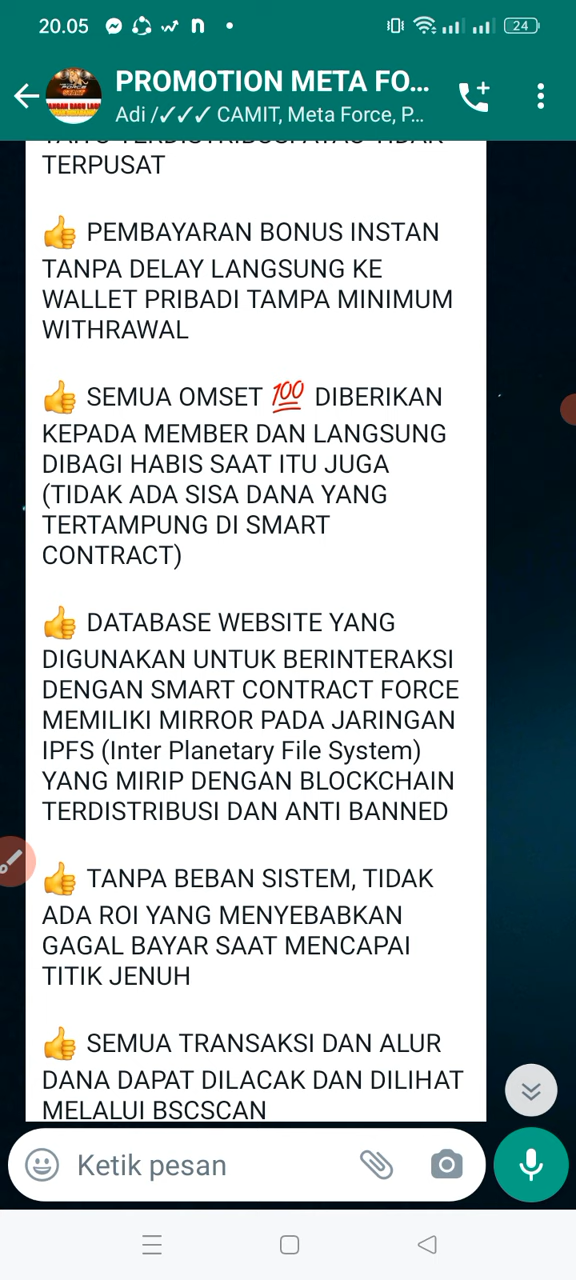 20.05
24
PROMOTION META FO...
Adi /✓✓✓ CAMIT, Meta Force, P...
TERPUSAT
👍 PEMBAYARAN BONUS INSTAN
TANPA DELAY LANGSUNG KE
WALLET PRIBADI TAMPA MINIMUM
WITHRAWAL
👍 SEMUA OMSET 💯 DIBERIKAN
KEPADA MEMBER DAN LANGSUNG
DIBAGI HABIS SAAT ITU JUGA
(TIDAK ADA SISA DANA YANG
TERTAMPUNG DI SMART
CONTRACT)
👍 DATABASE WEBSITE YANG
DIGUNAKAN UNTUK BERINTERAKSI
DENGAN SMART CONTRACT FORCE
MEMILIKI MIRROR PADA JARINGAN
IPFS (Inter Planetary File System)
YANG MIRIP DENGAN BLOCKCHAIN
TERDISTRIBUSI DAN ANTI BANNED
👍 TANPA BEBAN SISTEM, TIDAK
ADA ROI YANG MENYEBABKAN
GAGAL BAYAR SAAT MENCAPAI
TITIK JENUH
👍 SEMUA TRANSAKSI DAN ALUR
DANA DAPAT DILACAK DAN DILIHAT
MELALUI BSCSCAN
Ketik pesan